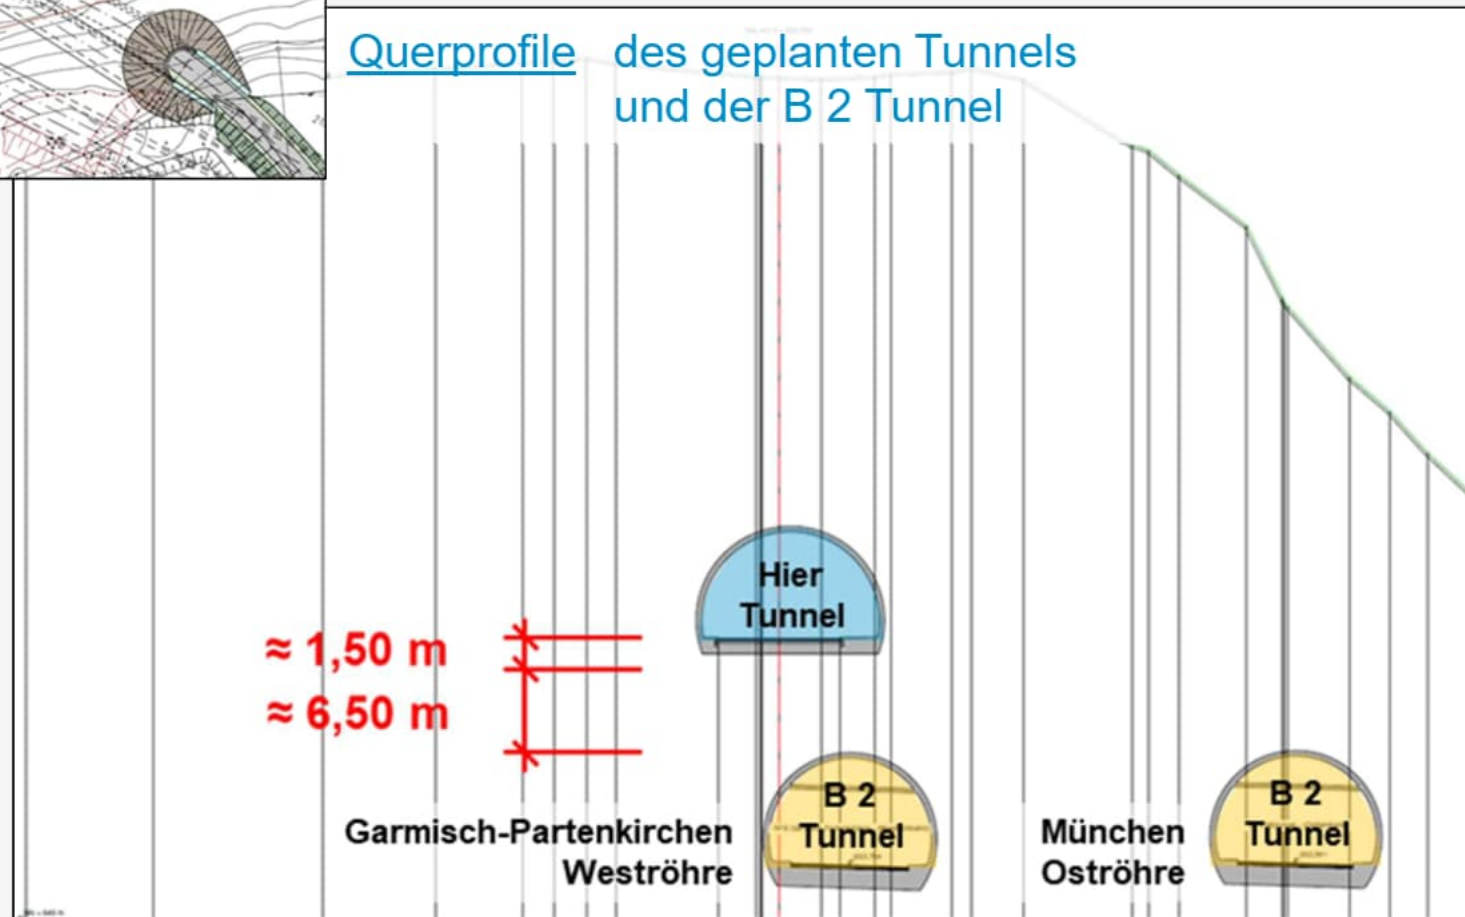 Querprofile des geplanten Tunnels
und der B 2 Tunnel
Hier
Tunnel
≈ 1,50 m
≈ 6,50 m
Garmisch-Partenkirchen
Weströhre
B 2
Tunnel
München
Oströhre
B 2
Tunnel